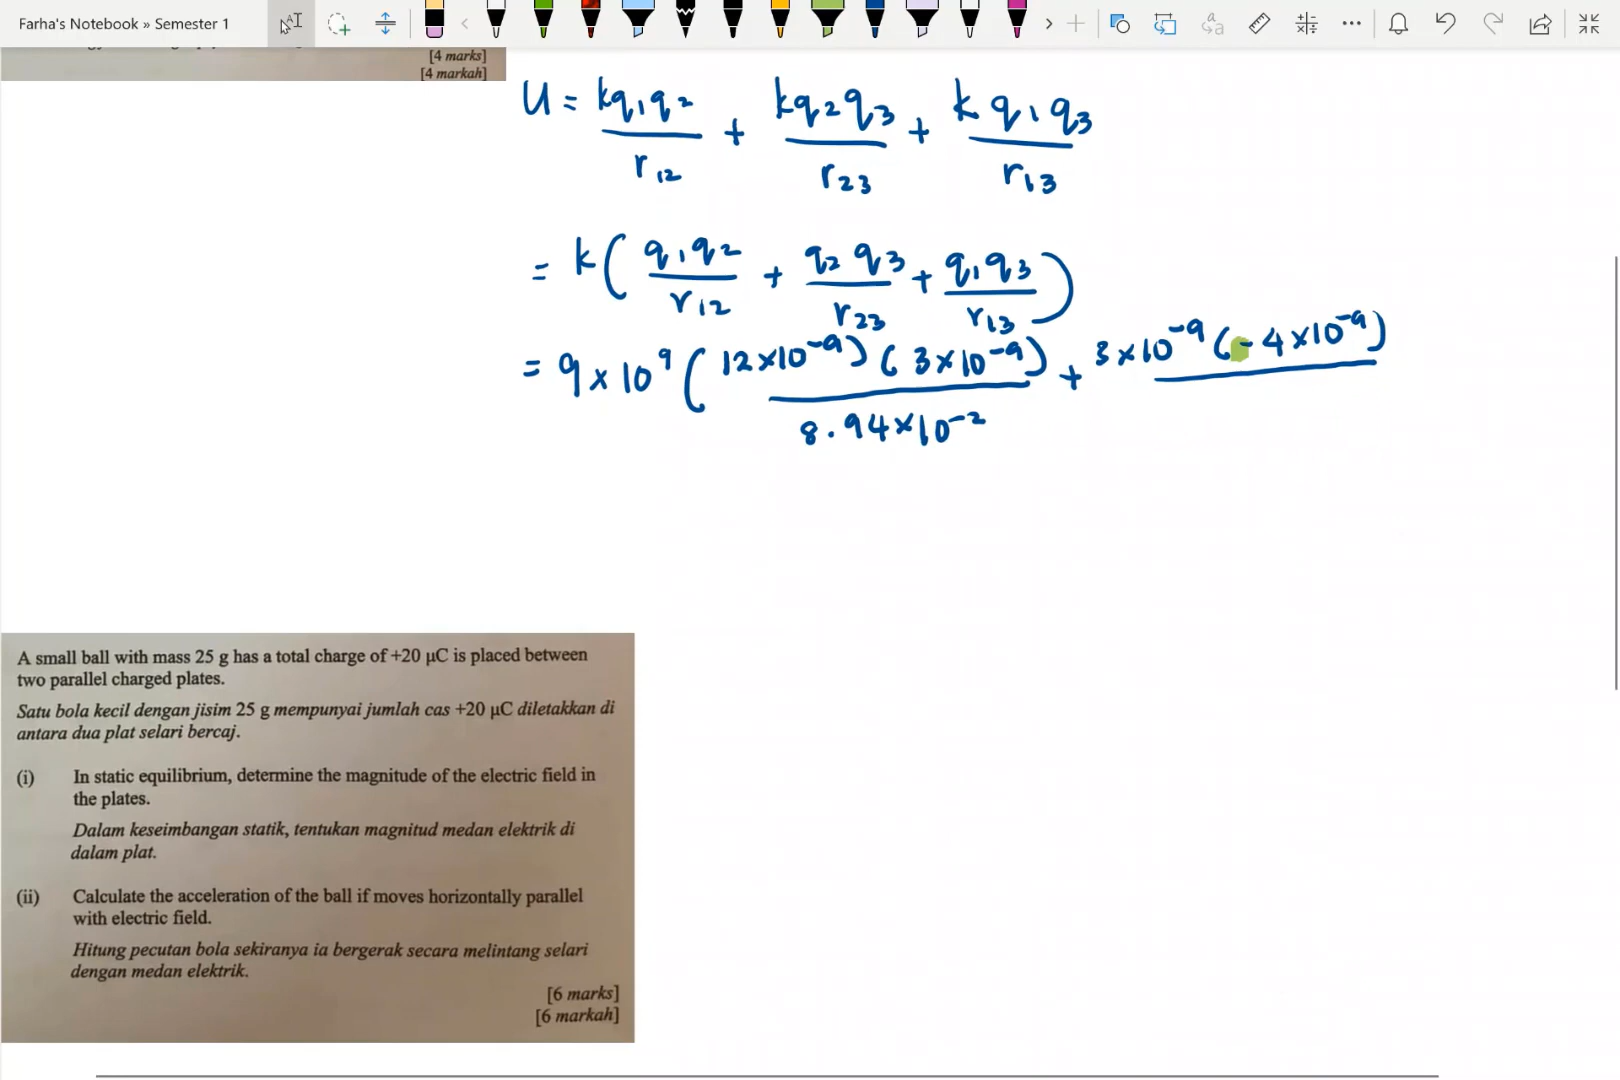 Farha's Notebook » Semester 1
[4 marks]
[4 markah]
U = kq₁q₂/r₁₂ + kq₂q₃/r₂₃ + kq₁q₃/r₁₃
= k(q₁q₂/r₁₂ + q₂q₃/r₂₃ + q₁q₃/r₁₃)
= 9 × 10⁹ ( 12×10⁻⁹)(3×10⁻⁹)/8.94×10⁻² + 3×10⁻⁹(-4×10⁻⁹)
A small ball with mass 25 g has a total charge of +20 μC is placed between
two parallel charged plates.
Satu bola kecil dengan jisim 25 g mempunyai jumlah cas +20 μC diletakkan di
antara dua plat selari bercaj.
(i) In static equilibrium, determine the magnitude of the electric field in
the plates.
Dalam keseimbangan statik, tentukan magnitud medan elektrik di
dalam plat.
(ii) Calculate the acceleration of the ball if moves horizontally parallel
with electric field.
Hitung pecutan bola sekiranya ia bergerak secara melintang selari
dengan medan elektrik.
[6 marks]
[6 markah]